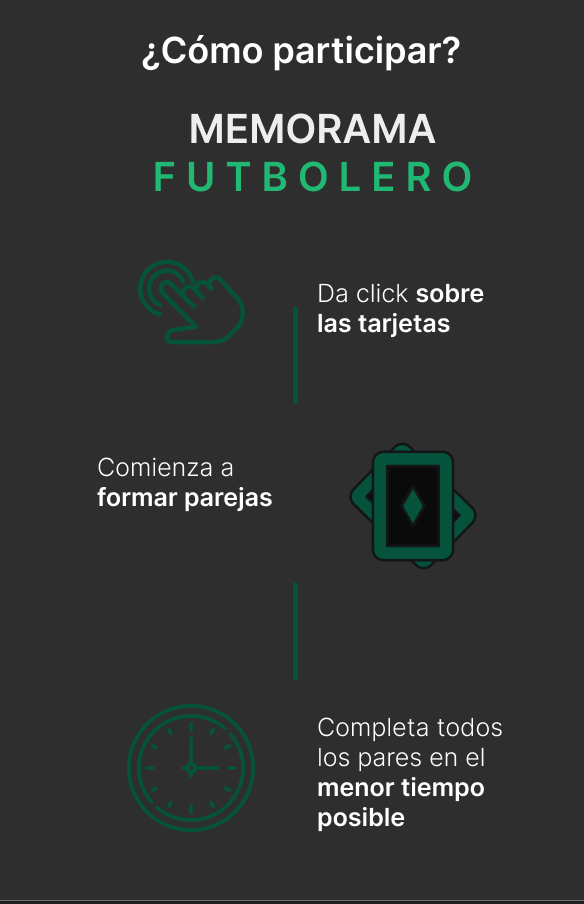 ¿Cómo participar?
MEMORAMA
FUTBOLERO
Da click sobre
las tarjetas
Comienza a
formar parejas
Completa todos
los pares en el
menor tiempo
posible